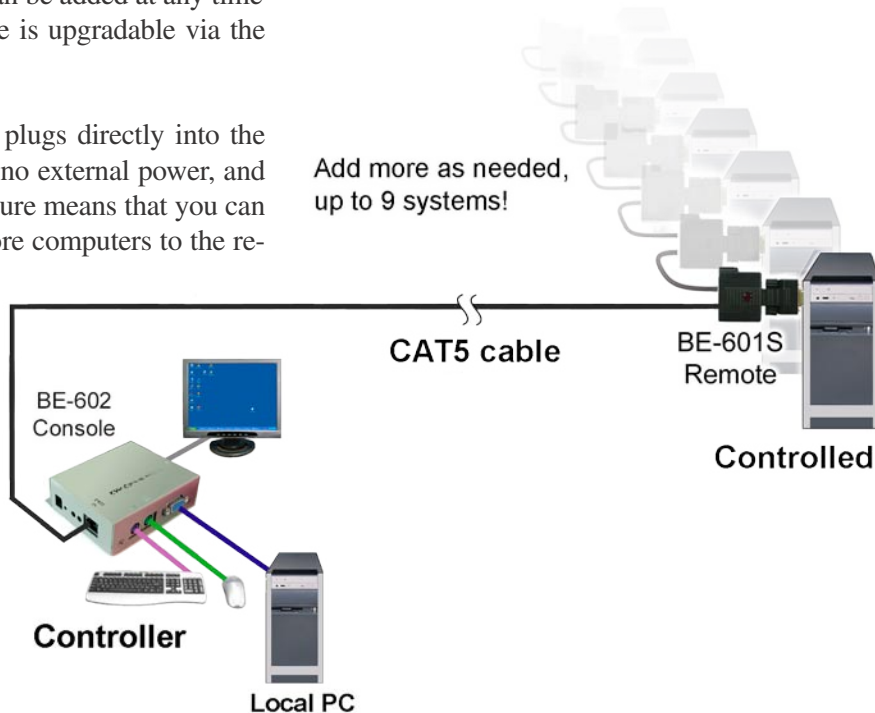 be added at any time
e is upgradable via the
plugs directly into the
no external power, and
ure means that you can
ore computers to the re-
Add more as needed,
up to 9 systems!
CAT5 cable
BE-601S
Remote
Controlled
BE-602
Console
Controller
Local PC